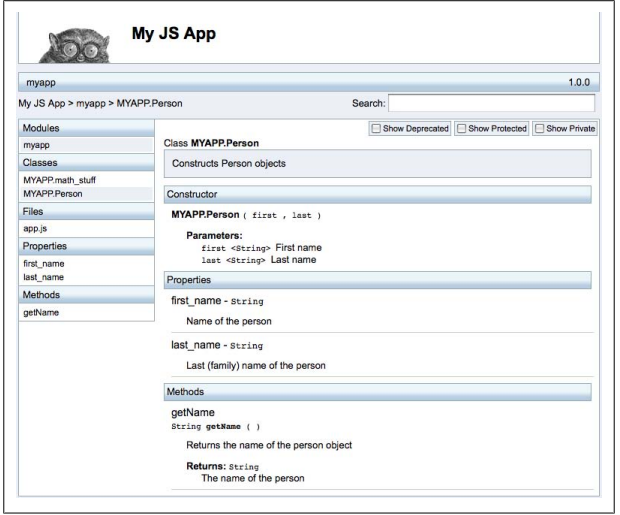 My JS App
myapp 1.0.0
My JS App > myapp > MYAPP.Person Search:
Modules
myapp
Classes
MYAPP.math_stuff
MYAPP.Person
Files
app.js
Properties
first_name
last_name
Methods
getName
Show Deprecated Show Protected Show Private
Class MYAPP.Person
Constructs Person objects
Constructor
MYAPP.Person ( first , last )
Parameters:
first <String> First name
last <String> Last name
Properties
first_name - String
Name of the person
last_name - String
Last (family) name of the person
Methods
getName
String getName ( )
Returns the name of the person object
Returns: String
The name of the person